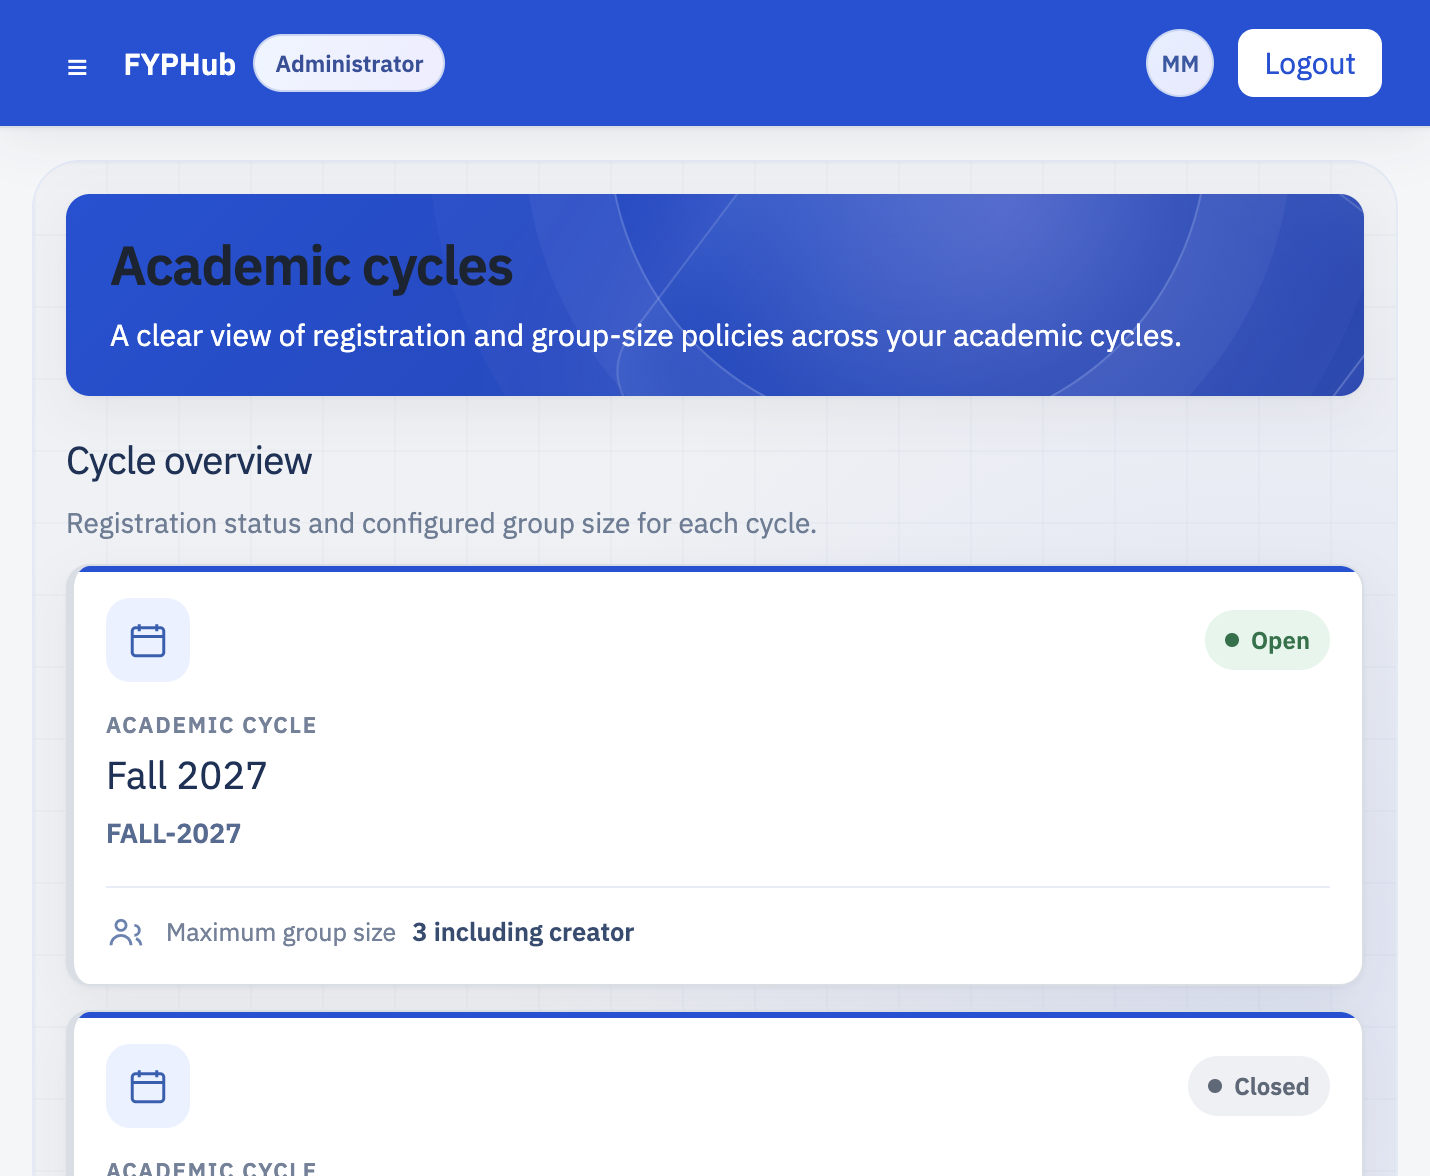 FYPHub Administrator MM Logout
Academic cycles
A clear view of registration and group-size policies across your academic cycles.
Cycle overview
Registration status and configured group size for each cycle.
Open
ACADEMIC CYCLE
Fall 2027
FALL-2027
Maximum group size 3 including creator
Closed
ACADEMIC CYCLE